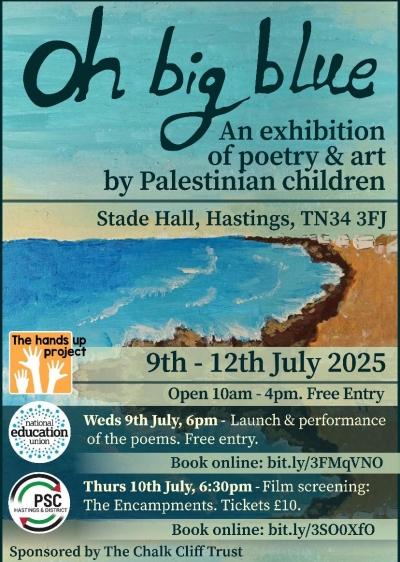 oh big blue
An exhibition
of poetry & art
by Palestinian children
Stade Hall, Hastings, TN34 3FJ
The hands up
project
9th - 12th July 2025
Open 10am - 4pm. Free Entry
national
education
union
Weds 9th July, 6pm - Launch & performance
of the poems. Free entry.
Book online: bit.ly/3FMqVNO
PSC
HASTINGS & DISTRICT
Thurs 10th July, 6:30pm - Film screening:
The Encampments. Tickets £10.
Book online: bit.ly/3SO0XfO
Sponsored by The Chalk Cliff Trust